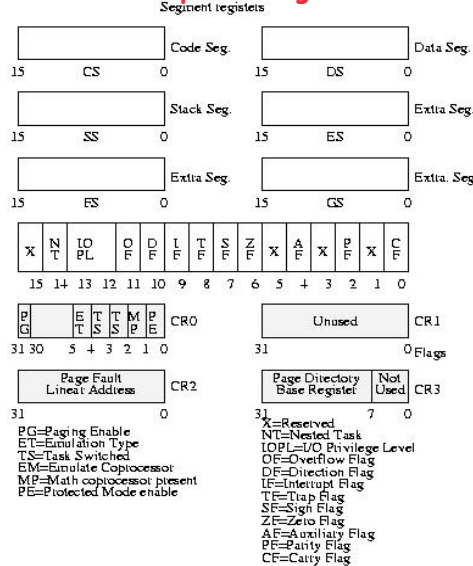 Segment registers
Code Seg. Data Seg.
15 CS 0 15 DS 0
Stack Seg. Extra Seg.
15 SS 0 15 ES 0
Extra Seg. Extra. Seg
15 FS 0 15 GS 0
X NT IOPL OF DF IF TF SF ZF X AF X PF X CF
15 14 13 12 11 10 9 8 7 6 5 4 3 2 1 0
PG ET TS TS MP PE CR0 Unused CR1
31 30 5 4 3 2 1 0 31 0 Flags
Page Fault Page Directory Not
Linear Address CR2 Base Register Used CR3
31 0 31 7 0
PG=Paging Enable
ET=Emulation Type
TS=Task Switched
EM=Emulate Coptocessor
MP=Math coptocessor present
PE=Protected Mode enable
X=Reserved
NT=Nested Task
IOPL=I/O Privilege Level
OF=Overflow Flag
DF=Direction Flag
IF=Interrupt Flag
TF=Trap Flag
SF=Sign Flag
ZF=Zero Flag
AF=Auxiliary Flag
PF=Parity Flag
CF=Carry Flag